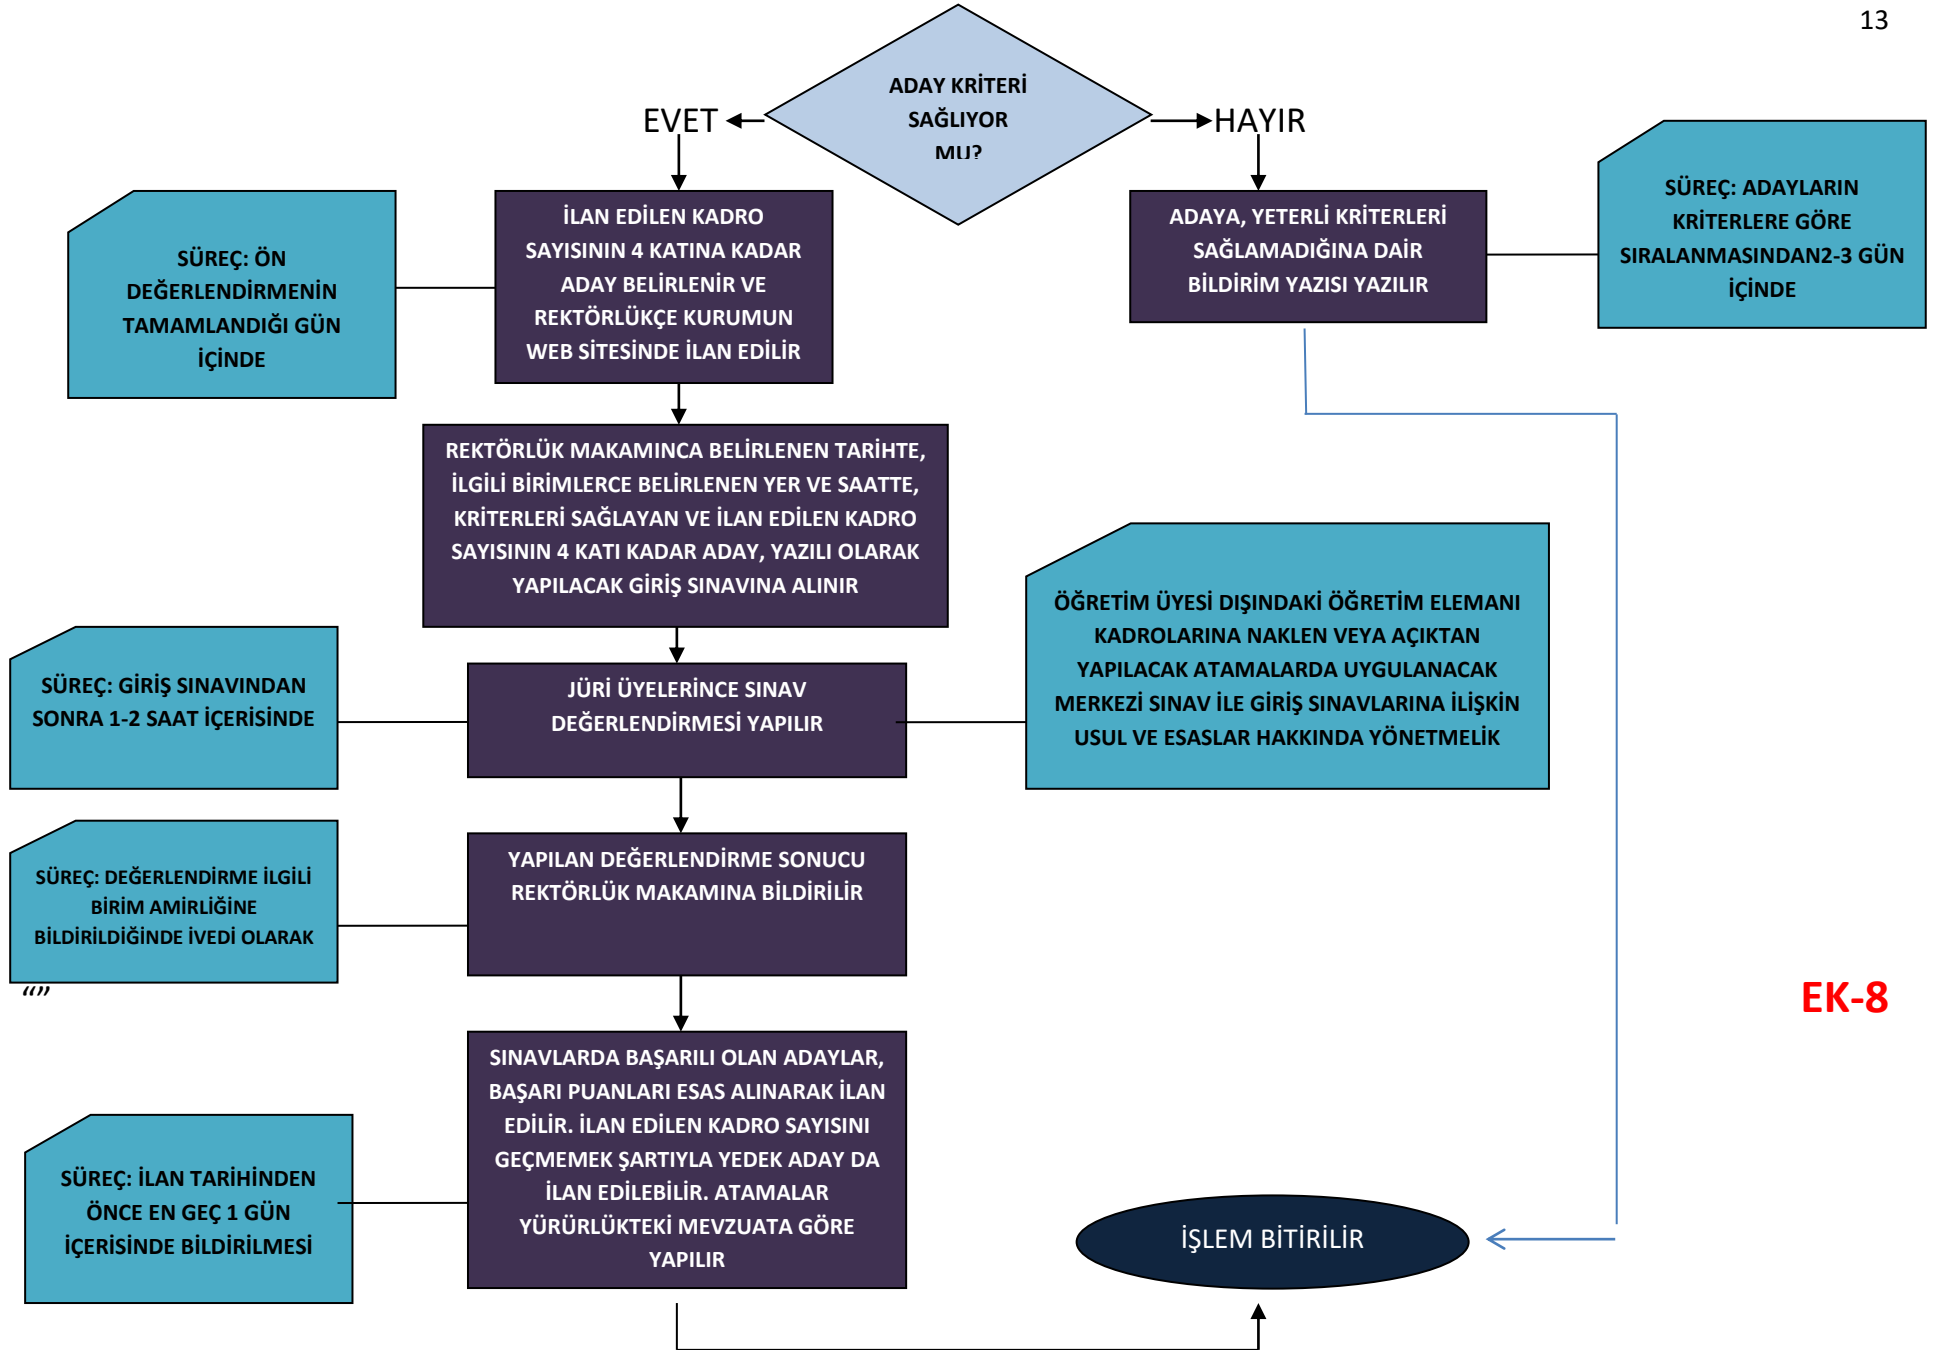 13
ADAY KRİTERİ
SAĞLIYOR
MU?
EVET
HAYIR
SÜREÇ: ÖN
DEĞERLENDİRMENİN
TAMAMLANDIĞI GÜN
İÇİNDE
İLAN EDİLEN KADRO
SAYISININ 4 KATINA KADAR
ADAY BELİRLENİR VE
REKTÖRLÜKÇE KURUMUN
WEB SİTESİNDE İLAN EDİLİR
ADAYA, YETERLİ KRİTERLERİ
SAĞLAMADIĞINA DAİR
BİLDİRİM YAZISI YAZILIR
SÜREÇ: ADAYLARIN
KRİTERLERE GÖRE
SIRALANMASINDAN2-3 GÜN
İÇİNDE
REKTÖRLÜK MAKAMINCA BELİRLENEN TARİHTE,
İLGİLİ BİRİMLERCE BELİRLENEN YER VE SAATTE,
KRİTERLERİ SAĞLAYAN VE İLAN EDİLEN KADRO
SAYISININ 4 KATI KADAR ADAY, YAZILI OLARAK
YAPILACAK GİRİŞ SINAVINA ALINIR
SÜREÇ: GİRİŞ SINAVINDAN
SONRA 1-2 SAAT İÇERİSİNDE
JÜRİ ÜYELERİNCE SINAV
DEĞERLENDİRMESİ YAPILIR
ÖĞRETİM ÜYESİ DIŞINDAKİ ÖĞRETİM ELEMANI
KADROLARINA NAKLEN VEYA AÇIKTAN
YAPILACAK ATAMALARDA UYGULANACAK
MERKEZİ SINAV İLE GİRİŞ SINAVLARINA İLİŞKİN
USUL VE ESASLAR HAKKINDA YÖNETMELİK
SÜREÇ: DEĞERLENDİRME İLGİLİ
BİRİM AMİRLİĞİNE
BİLDİRİLDİĞİNDE İVEDİ OLARAK
YAPILAN DEĞERLENDİRME SONUCU
REKTÖRLÜK MAKAMINA BİLDİRİLİR
“”
EK-8
SÜREÇ: İLAN TARİHİNDEN
ÖNCE EN GEÇ 1 GÜN
İÇERİSİNDE BİLDİRİLMESİ
SINAVLARDA BAŞARILI OLAN ADAYLAR,
BAŞARI PUANLARI ESAS ALINARAK İLAN
EDİLİR. İLAN EDİLEN KADRO SAYISINI
GEÇMEMEK ŞARTIYLA YEDEK ADAY DA
İLAN EDİLEBİLİR. ATAMALAR
YÜRÜRLÜKTEKİ MEVZUATA GÖRE
YAPILIR
İŞLEM BİTİRİLİR